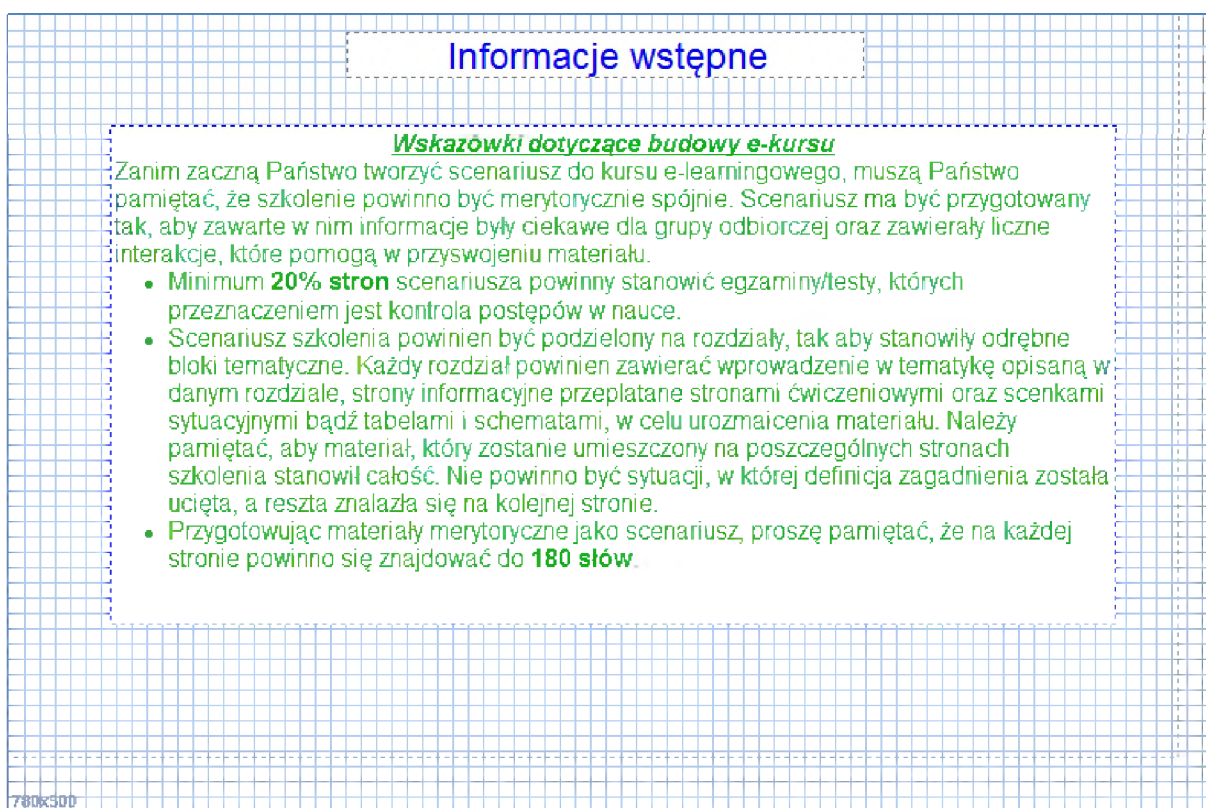 Informacje wstępne
Wskazówki dotyczące budowy e-kursu
Zanim zaczną Państwo tworzyć scenariusz do kursu e-learningowego, muszą Państwo
pamiętać, że szkolenie powinno być merytorycznie spójnie. Scenariusz ma być przygotowany
tak, aby zawarte w nim informacje były ciekawe dla grupy odbiorczej oraz zawierały liczne
interakcje, które pomogą w przyswojeniu materiału.
• Minimum 20% stron scenariusza powinny stanowić egzaminy/testy, których
przeznaczeniem jest kontrola postępów w nauce.
• Scenariusz szkolenia powinien być podzielony na rozdziały, tak aby stanowiły odrębne
bloki tematyczne. Każdy rozdział powinien zawierać wprowadzenie w tematykę opisaną w
danym rozdziale, strony informacyjne przeplatane stronami ćwiczeniowymi oraz scenkami
sytuacyjnymi bądź tabelami i schematami, w celu urozmaicenia materiału. Należy
pamiętać, aby materiał, który zostanie umieszczony na poszczególnych stronach
szkolenia stanowił całość. Nie powinno być sytuacji, w której definicja zagadnienia została
ucięta, a reszta znalazła się na kolejnej stronie.
• Przygotowując materiały merytoryczne jako scenariusz, proszę pamiętać, że na każdej
stronie powinno się znajdować do 180 słów.
780x500